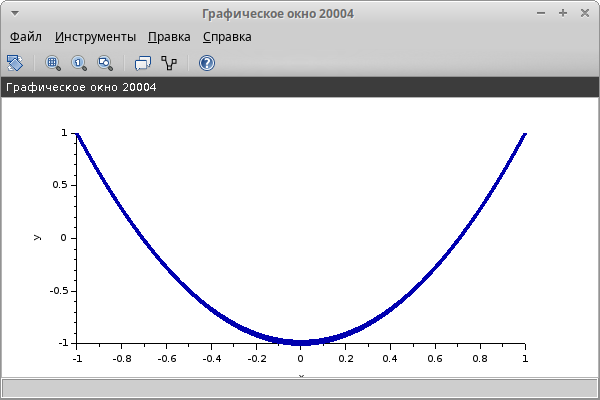 Графическое окно 20004
Файл Инструменты Правка Справка
Графическое окно 20004
1
0.5
0
-0.5
-1
y
-1 -0.8 -0.6 -0.4 -0.2 0 0.2 0.4 0.6 0.8 1